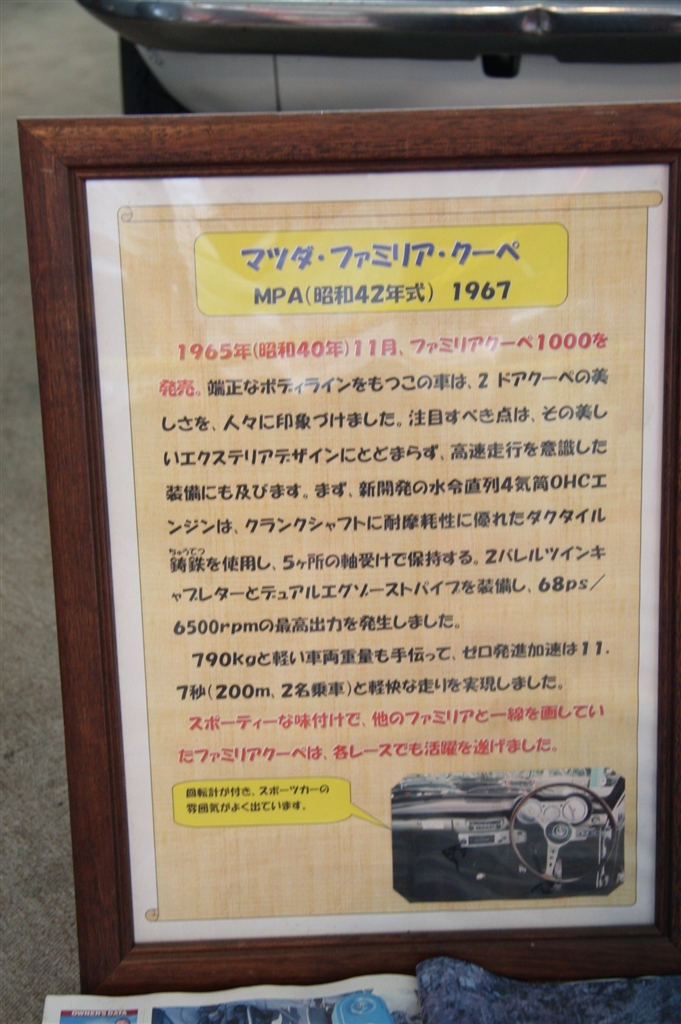 マツダ・ファミリア・クーペ
MPA(昭和42年式) 1967
1965年(昭和40年)11月、ファミリアクーペ1000を
発売。端正なボディラインをもつこの車は、2ドアクーペの美
しさを、人々に印象づけました。注目すべき点は、その美し
いエクステリアデザインにとどまらず、高速走行を意識した
装備にも及びます。まず、新開発の水令直列4気筒OHCエ
ンジンは、クランクシャフトに耐摩耗性に優れたダクタイル
ちゅうてつ
鋳鉄を使用し、5ヶ所の軸受けで保持する。2バレルツインキ
ャブレターとデュアルエグゾーストパイプを装備し、68ps/
6500rpmの最高出力を発生しました。
790kgと軽い車両重量も手伝って、ゼロ発進加速は11.
7秒(200m、2名乗車)と軽快な走りを実現しました。
スポーティーな味付けで、他のファミリアと一線を画してい
たファミリアクーペは、各レースでも活躍を遂げました。
回転計が付き、スポーツカーの
雰囲気がよく出ています。
OWNER'S DATA